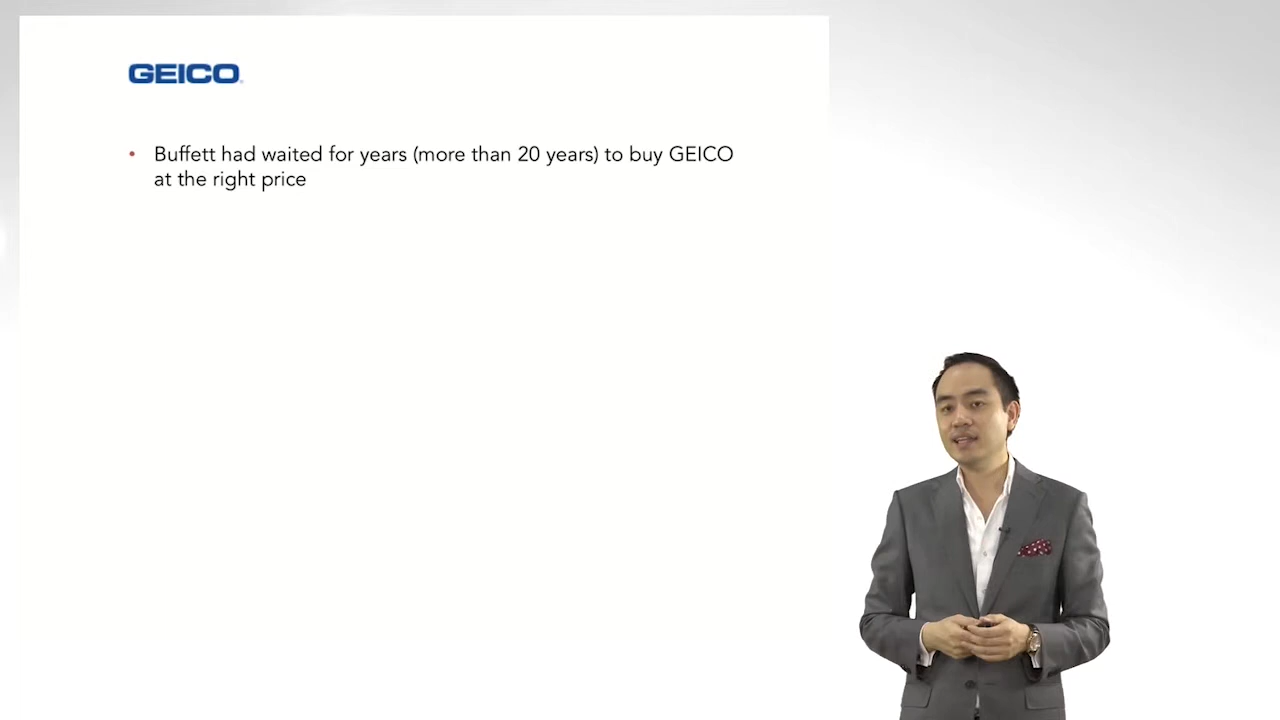 GEICO
• Buffett had waited for years (more than 20 years) to buy GEICO
at the right price